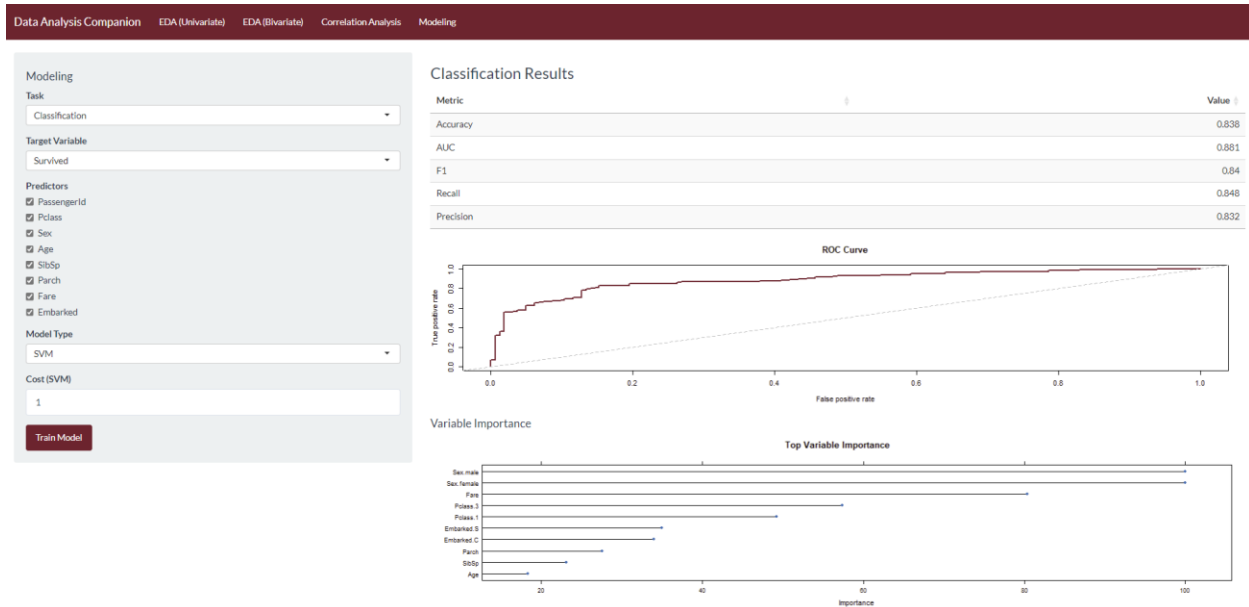 Data Analysis Companion EDA (Univariate) EDA (Bivariate) Correlation Analysis Modeling
Modeling
Task
Classification
Target Variable
Survived
Predictors
PassengerId
Pclass
Sex
Age
SibSp
Parch
Fare
Embarked
Model Type
SVM
Cost (SVM)
1
Train Model
Classification Results
Metric Value
Accuracy 0.838
AUC 0.881
F1 0.84
Recall 0.848
Precision 0.832
ROC Curve
True positive rate
1.0
0.8
0.6
0.4
0.2
0.0
0.0 0.2 0.4 0.6 0.8 1.0
False positive rate
Variable Importance
Top Variable Importance
Sex.male
Sex.female
Fare
Pclass.3
Pclass.1
Embarked.S
Embarked.C
Parch
SibSp
Age
20 40 60 80 100
Importance